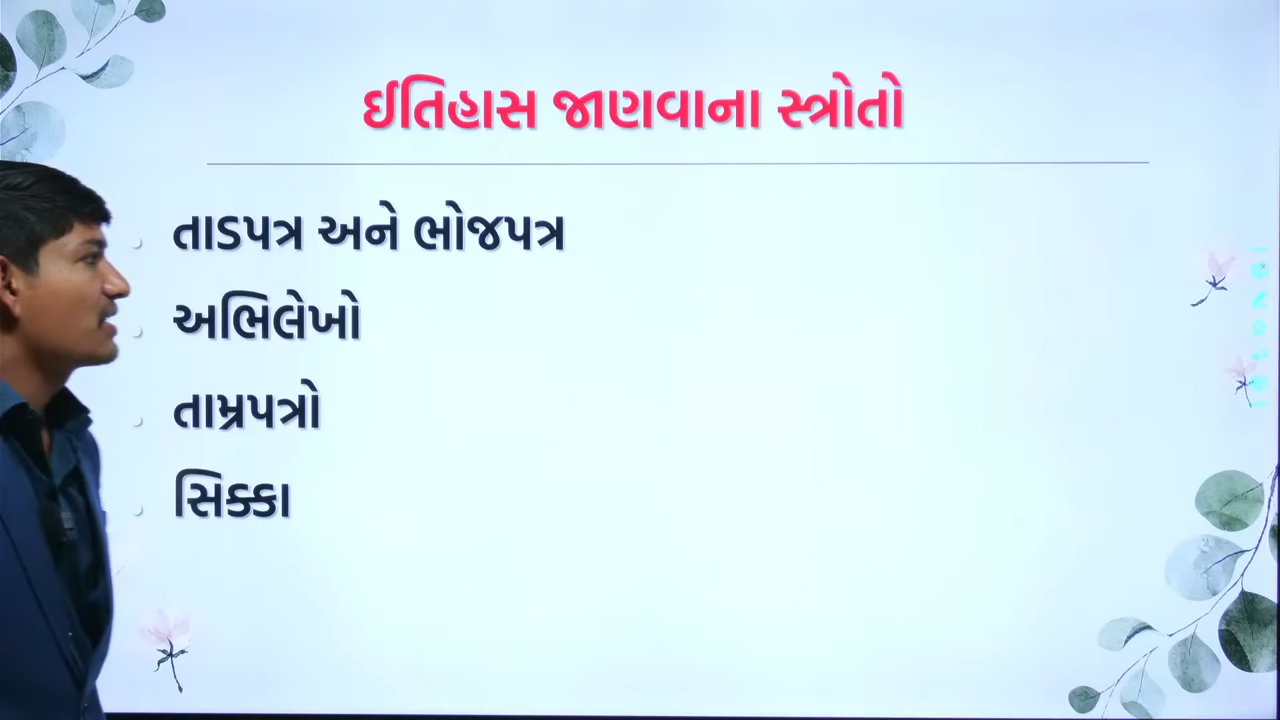 ઈતિહાસ જાણવાના સ્ત્રોતો
તાડપત્ર અને ભોજપત્ર
અભિલેખો
તામ્રપત્રો
સિક્કા